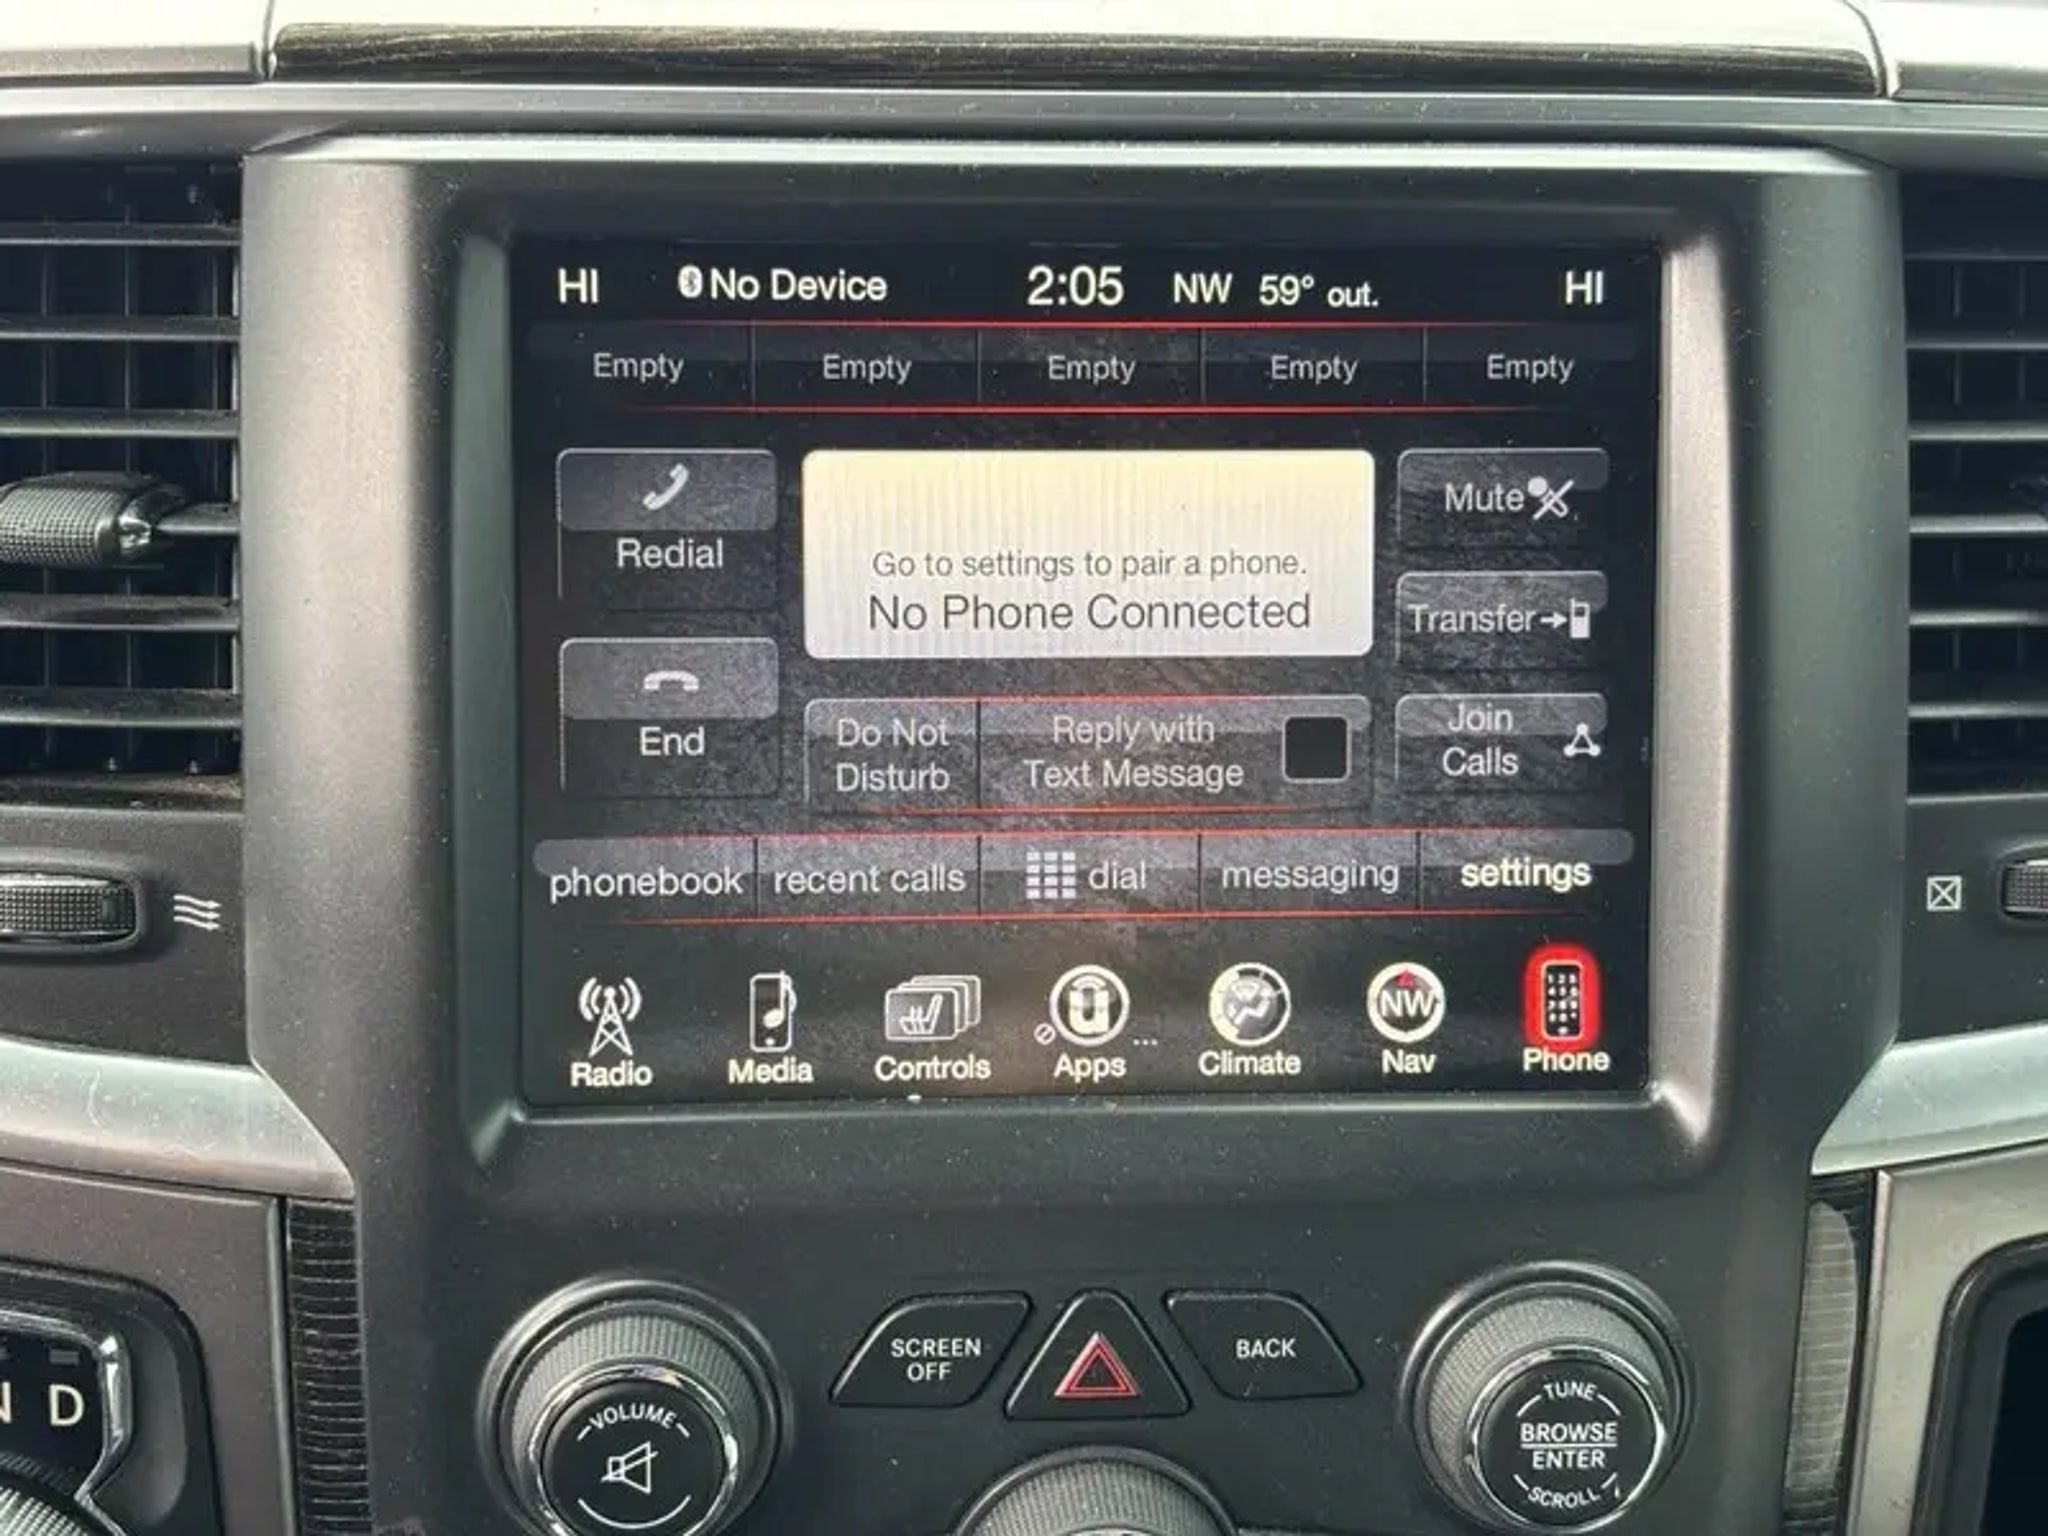 HI No Device 2:05 NW 59° out. HI
Empty Empty Empty Empty Empty
Redial
Go to settings to pair a phone.
No Phone Connected
Mute
Transfer
End
Do Not
Disturb
Reply with
Text Message
Join
Calls
phonebook recent calls dial messaging settings
NW
Radio Media Controls Apps ... Climate Nav Phone
SCREEN
OFF
BACK
N D
VOLUME
TUNE
BROWSE
ENTER
SCROLL